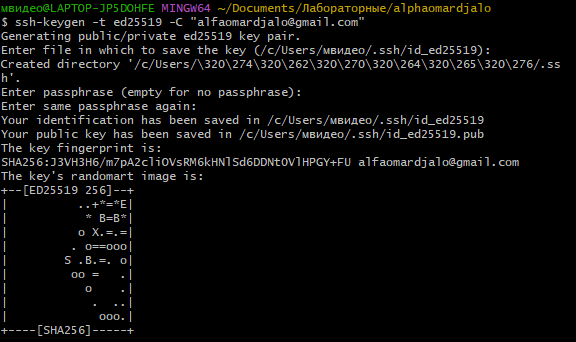 мвидео@LAPTOP-JP5DOHFE MINGW64 ~/Documents/Лабораторные/alphaomardjalo
$ ssh-keygen -t ed25519 -C "alfaomardjalo@gmail.com"
Generating public/private ed25519 key pair.
Enter file in which to save the key (/c/Users/мвидео/.ssh/id_ed25519):
Created directory '/c/Users/\320\274\320\262\320\270\320\264\320\265\320\276/.ss
h'.
Enter passphrase (empty for no passphrase):
Enter same passphrase again:
Your identification has been saved in /c/Users/мвидео/.ssh/id_ed25519
Your public key has been saved in /c/Users/мвидео/.ssh/id_ed25519.pub
The key fingerprint is:
SHA256:J3VH3H6/m7pA2cliOVsRM6kHNlSd6DDNtOVlHPGY+FU alfaomardjalo@gmail.com
The key's randomart image is:
+--[ED25519 256]--+
|          ..+*=*E|
|           * B=B*|
|          o X.=.=|
|         . o==ooo|
|        S .B.=. o|
|         oo =   .|
|           o    .|
|            .  ..|
|             ooo.|
+----[SHA256]-----+